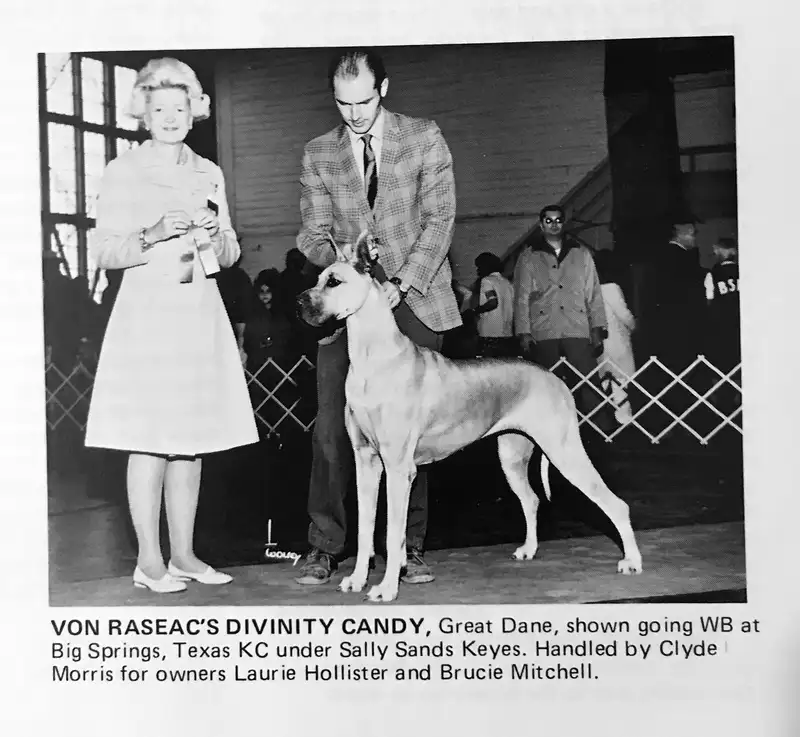 BSA
VON RASEAC'S DIVINITY CANDY, Great Dane, shown going WB at
Big Springs, Texas KC under Sally Sands Keyes. Handled by Clyde
Morris for owners Laurie Hollister and Brucie Mitchell.